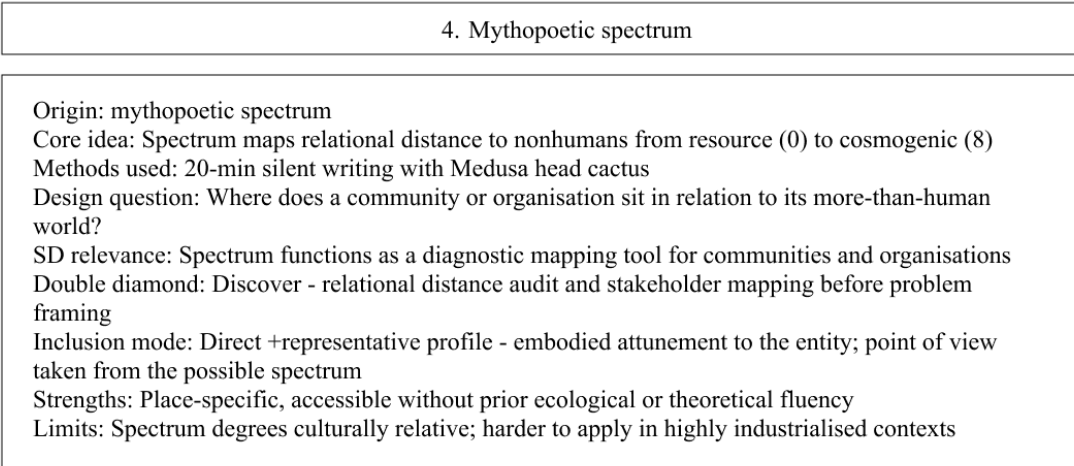 4. Mythopoetic spectrum
Origin: mythopoetic spectrum
Core idea: Spectrum maps relational distance to nonhumans from resource (0) to cosmogenic (8)
Methods used: 20-min silent writing with Medusa head cactus
Design question: Where does a community or organisation sit in relation to its more-than-human
world?
SD relevance: Spectrum functions as a diagnostic mapping tool for communities and organisations
Double diamond: Discover - relational distance audit and stakeholder mapping before problem
framing
Inclusion mode: Direct +representative profile - embodied attunement to the entity; point of view
taken from the possible spectrum
Strengths: Place-specific, accessible without prior ecological or theoretical fluency
Limits: Spectrum degrees culturally relative; harder to apply in highly industrialised contexts